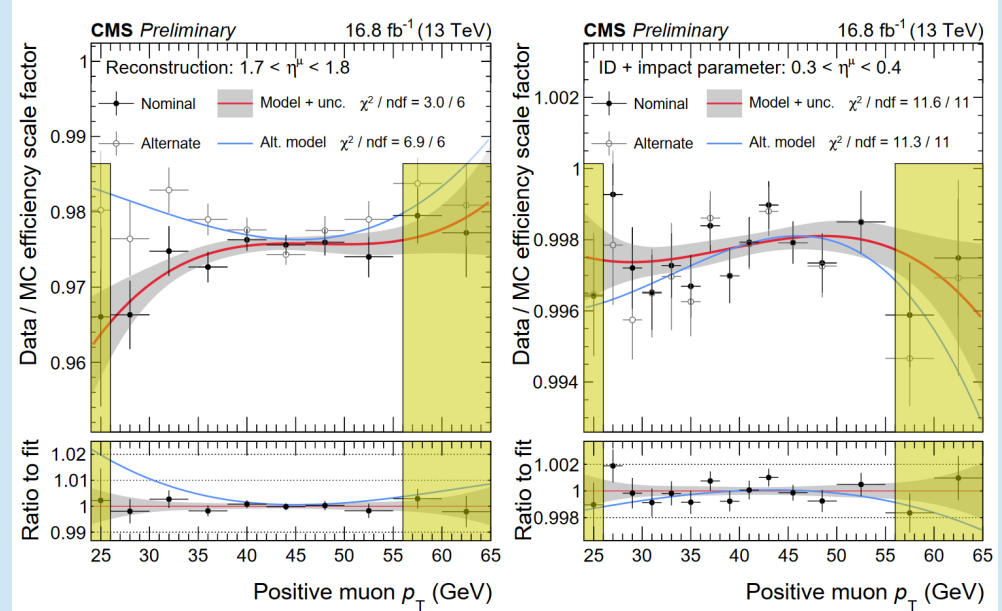 CMS Preliminary 16.8 fb⁻¹ (13 TeV)
Data / MC efficiency scale factor
1
0.99
0.98
0.97
0.96
Reconstruction: 1.7 < η^μ < 1.8
Nominal Model + unc. χ² / ndf = 3.0 / 6
Alternate Alt. model χ² / ndf = 6.9 / 6
Ratio to fit
1.02
1.01
1
0.99
25 30 35 40 45 50 55 60 65
Positive muon p_T (GeV)
CMS Preliminary 16.8 fb⁻¹ (13 TeV)
Data / MC efficiency scale factor
1.002
1
0.998
0.996
0.994
ID + impact parameter: 0.3 < η^μ < 0.4
Nominal Model + unc. χ² / ndf = 11.6 / 11
Alternate Alt. model χ² / ndf = 11.3 / 11
Ratio to fit
1.002
1
0.998
25 30 35 40 45 50 55 60 65
Positive muon p_T (GeV)